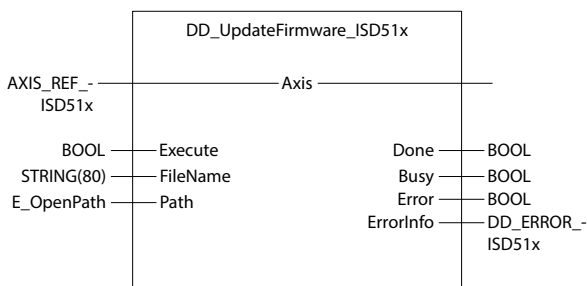 DD_UpdateFirmware_ISD51x
AXIS_REF_-
ISD51x
Axis
BOOL Execute Done BOOL
STRING(80) FileName Busy BOOL
E_OpenPath Path Error BOOL
ErrorInfo DD_ERROR_-
ISD51x